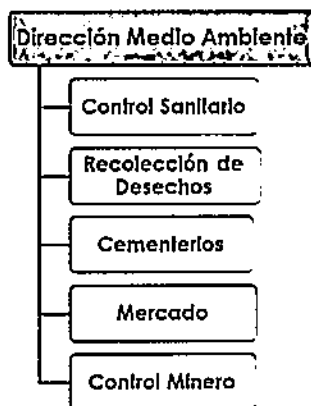 Dirección Medio Ambiente
Control Sanitario
Recolección de
Desechos
Cementerios
Mercado
Control Minero